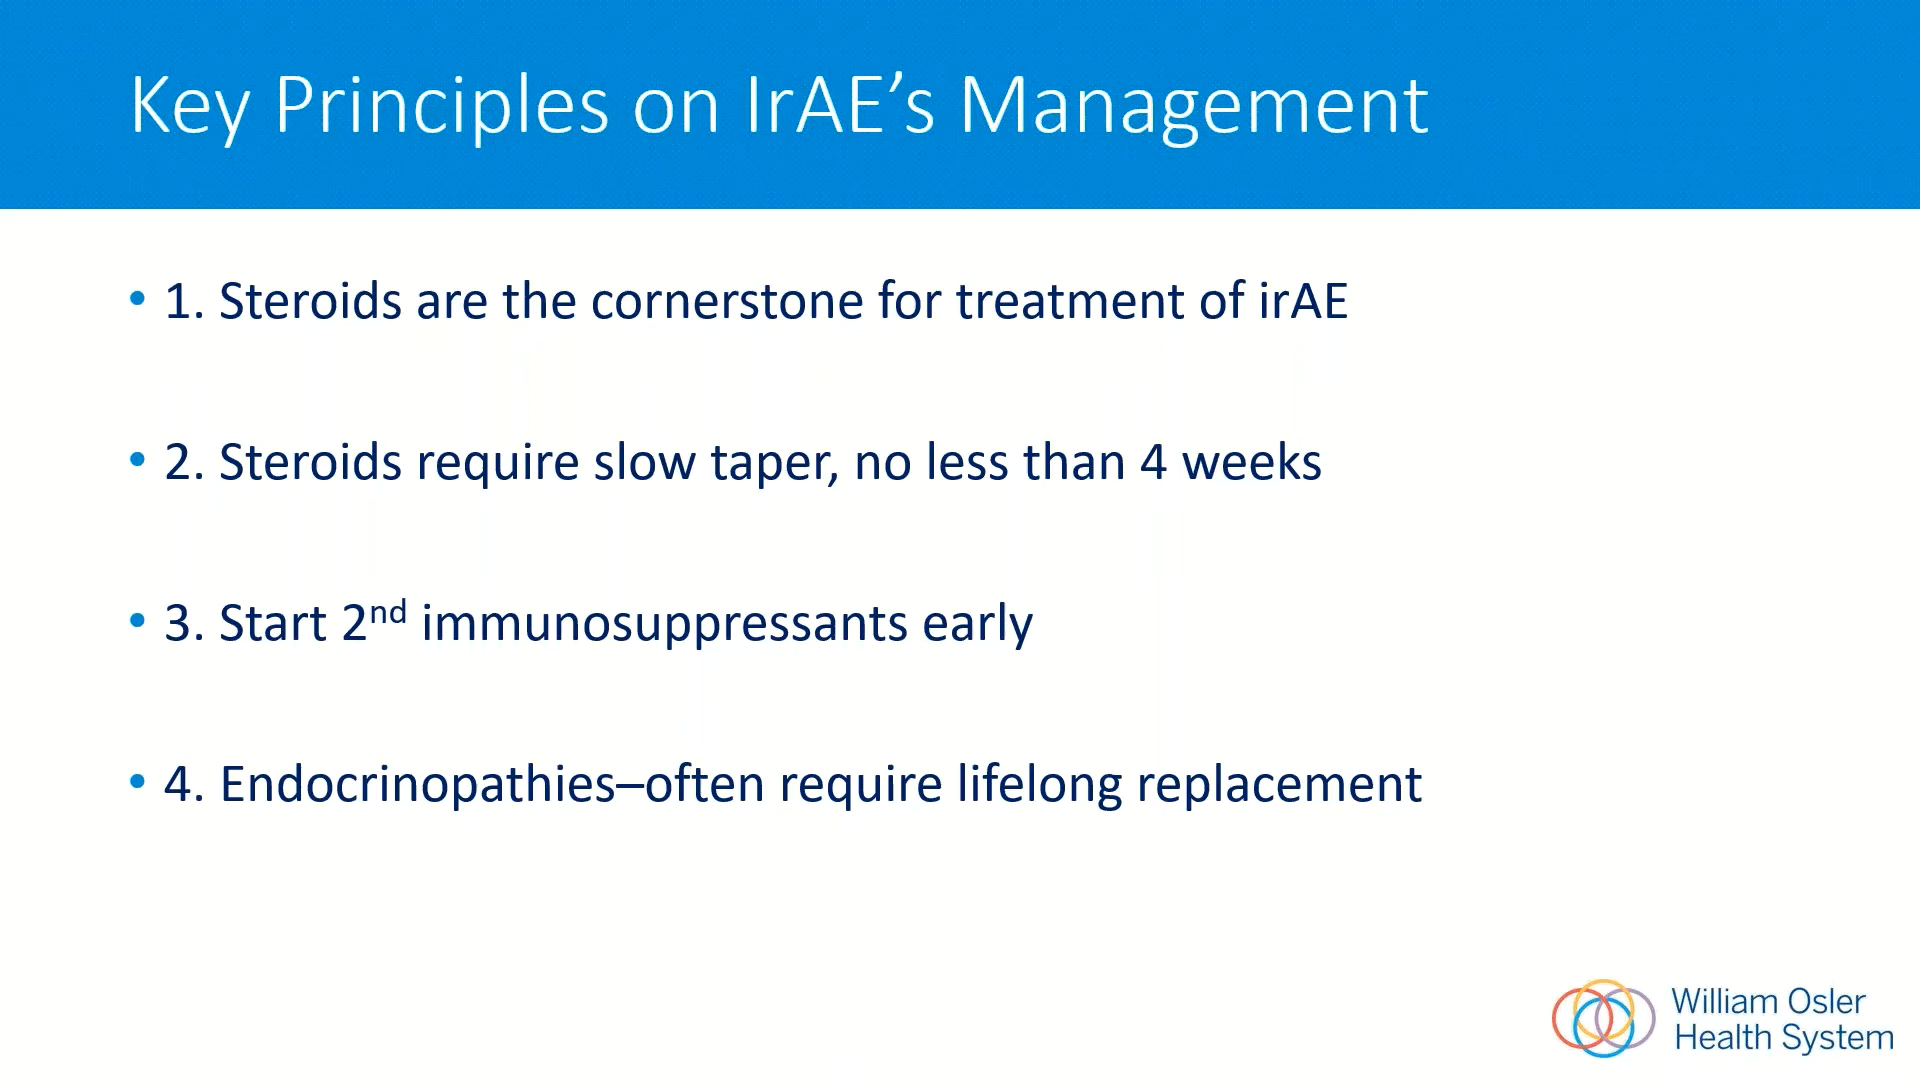 Key Principles on IrAE’s Management
• 1. Steroids are the cornerstone for treatment of irAE
• 2. Steroids require slow taper, no less than 4 weeks
• 3. Start 2nd immunosuppressants early
• 4. Endocrinopathies–often require lifelong replacement
William Osler
Health System